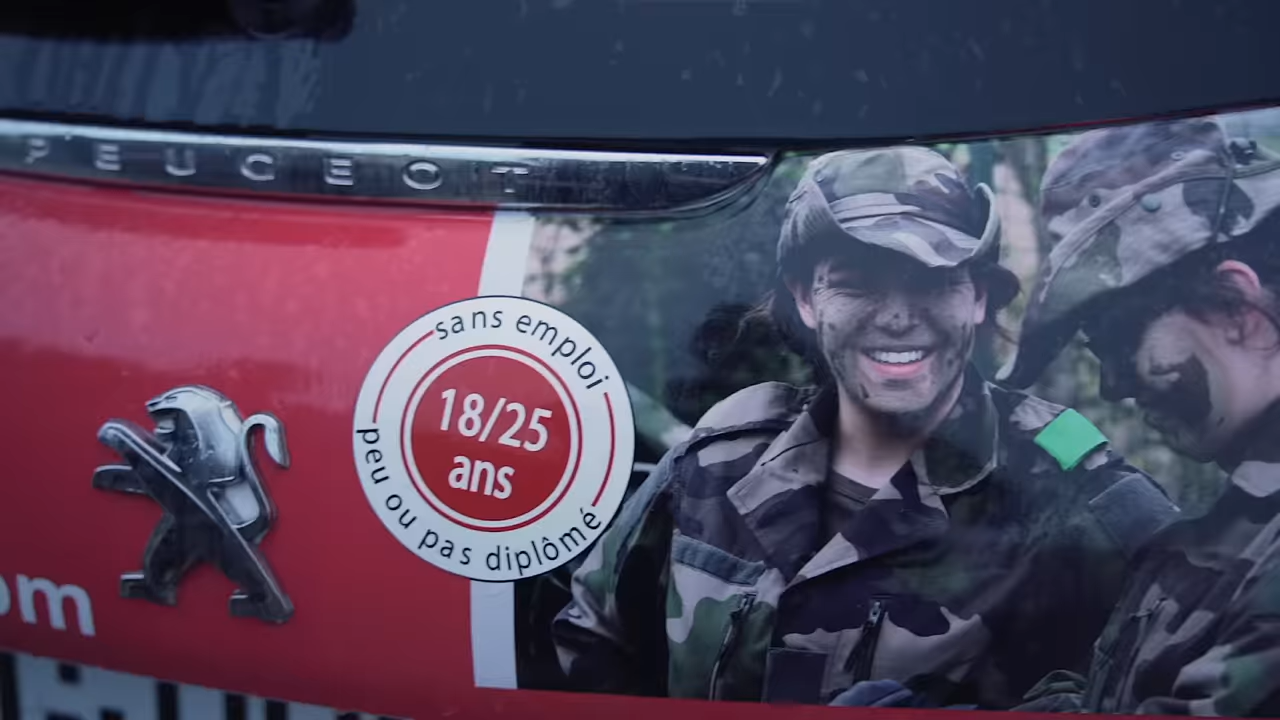 PEUGEOT
sans emploi
18/25
ans
peu ou pas diplômé
om